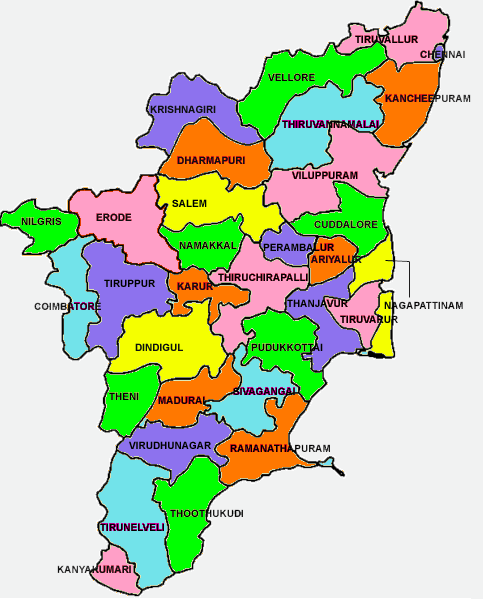 TIRUVALLUR
CHENNAI
VELLORE
KANCHEEPURAM
KRISHNAGIRI
THIRUVANNAMALAI
DHARMAPURI
VILUPPURAM
SALEM
ERODE
NILGRIS
CUDDALORE
NAMAKKAL
PERAMBALUR
ARIYALUR
THIRUCHIRAPALLI
TIRUPPUR
KARUR
THANJAVUR
NAGAPATTINAM
COIMBATORE
TIRUVARUR
DINDIGUL
PUDUKKOTTAI
SIVAGANGAI
THENI
MADURAI
VIRUDHUNAGAR
RAMANATHAPURAM
THOOTHUKUDI
TIRUNELVELI
KANYAKUMARI